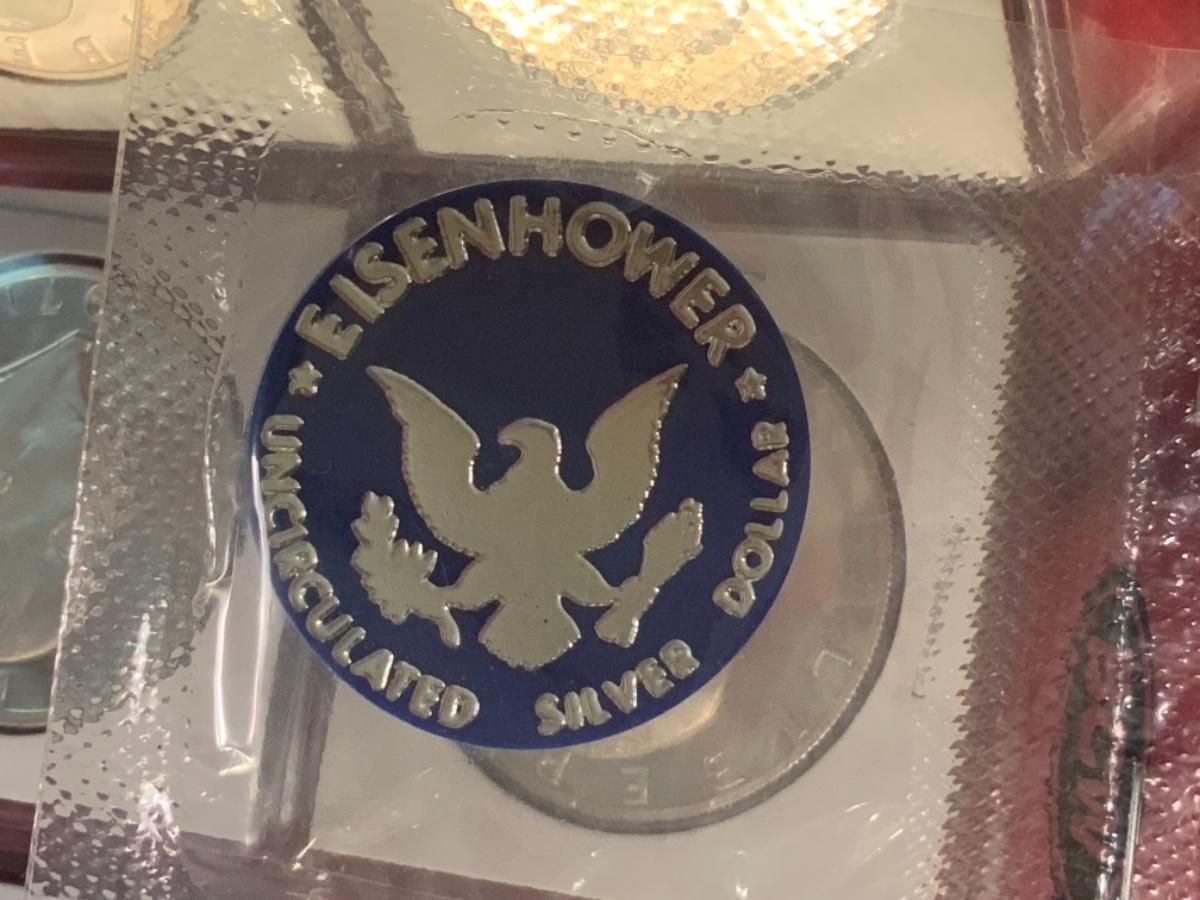 EISENHOWER
UNCIRCULATED SILVER DOLLAR